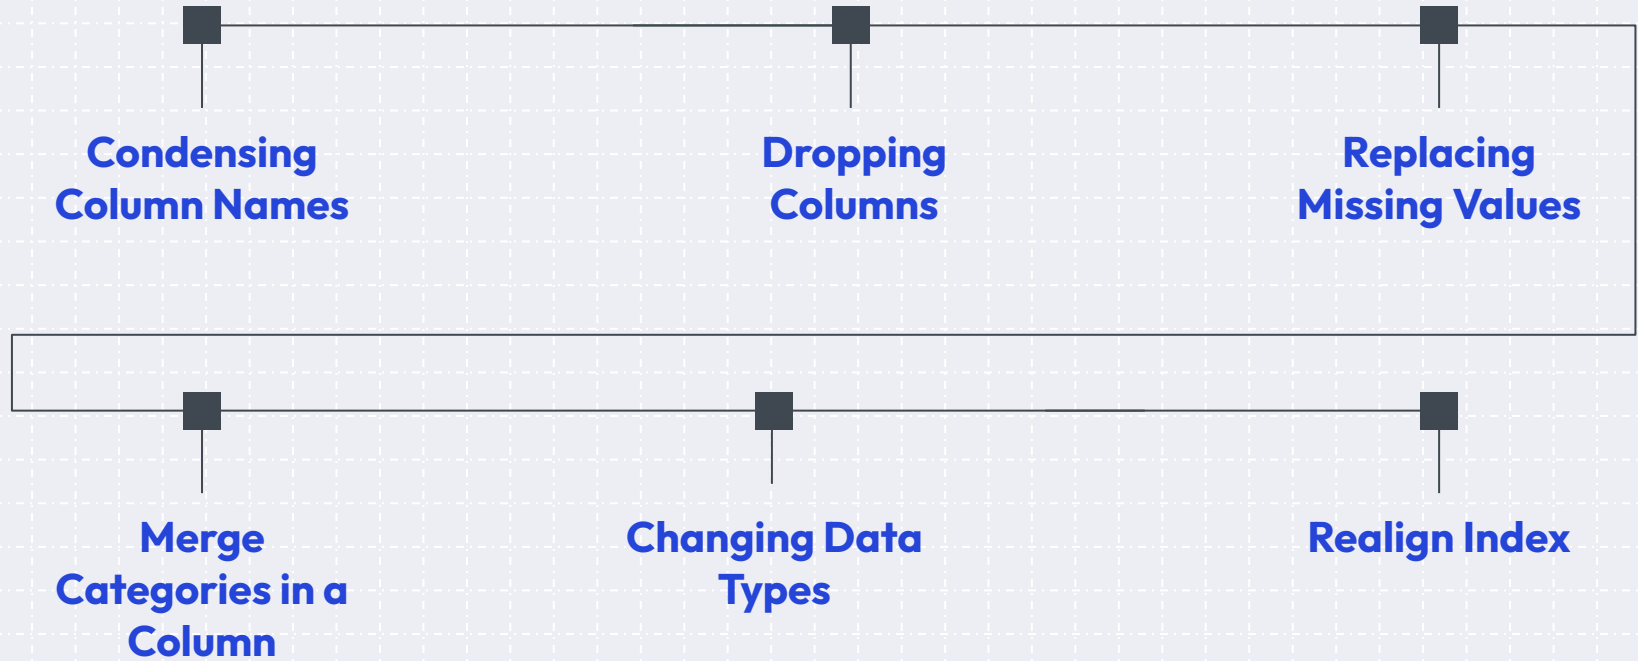 Condensing
Column Names
Dropping
Columns
Replacing
Missing Values
Merge
Categories in a
Column
Changing Data
Types
Realign Index